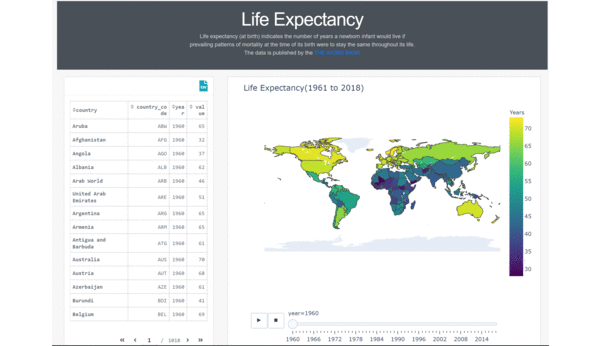 Life Expectancy
Life expectancy (at birth) indicates the number of years a newborn infant would live if
prevailing patterns of mortality at the time of its birth were to stay the same throughout its life.
The data is published by the
Life Expectancy(1961 to 2018)
country country_code year value
Aruba ABW 1960 65
Afghanistan AFG 1960 32
Angola AGO 1960 37
Albania ALB 1960 62
Arab World ARB 1960 46
United Arab
Emirates ARE 1960 51
Argentina ARG 1960 65
Armenia ARM 1960 65
Antigua and
Barbuda ATG 1960 61
Australia AUS 1960 70
Austria AUT 1960 68
Azerbaijan AZE 1960 61
Burundi BDI 1960 41
Belgium BEL 1960 69
1 / 1010
Years
70
65
60
55
50
45
40
35
30
year=1960
1960 1966 1972 1978 1984 1990 1996 2002 2008 2014